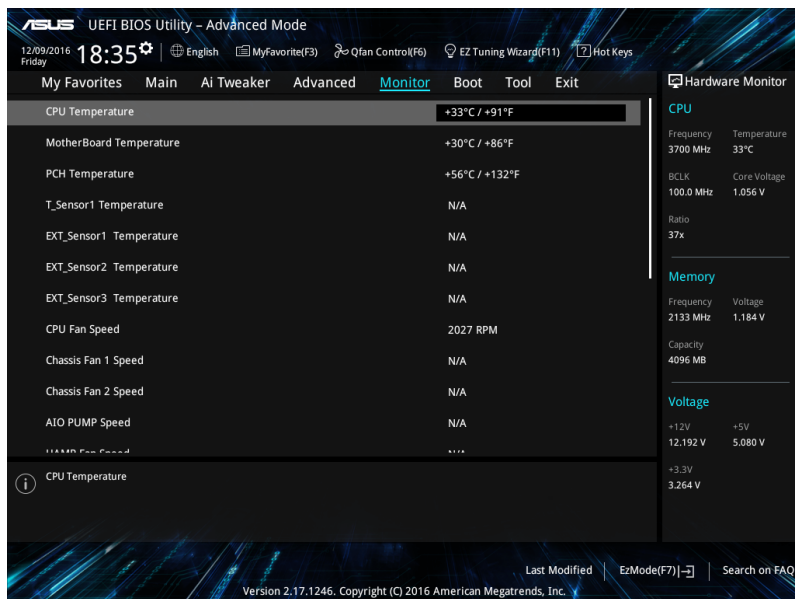 ASUS UEFI BIOS Utility – Advanced Mode
12/09/2016
Friday
18:35
English
MyFavorite(F3)
Qfan Control(F6)
EZ Tuning Wizard(F11)
? Hot Keys
My Favorites Main Ai Tweaker Advanced Monitor Boot Tool Exit
CPU Temperature +33°C / +91°F
MotherBoard Temperature +30°C / +86°F
PCH Temperature +56°C / +132°F
T_Sensor1 Temperature N/A
EXT_Sensor1 Temperature N/A
EXT_Sensor2 Temperature N/A
EXT_Sensor3 Temperature N/A
CPU Fan Speed 2027 RPM
Chassis Fan 1 Speed N/A
Chassis Fan 2 Speed N/A
AIO PUMP Speed N/A
CPU Temperature
Hardware Monitor
CPU
Frequency Temperature
3700 MHz 33°C
BCLK Core Voltage
100.0 MHz 1.056 V
Ratio
37x
Memory
Frequency Voltage
2133 MHz 1.184 V
Capacity
4096 MB
Voltage
+12V +5V
12.192 V 5.080 V
+3.3V
3.264 V
Last Modified
EzMode(F7)
Search on FAQ
Version 2.17.1246. Copyright (C) 2016 American Megatrends, Inc.